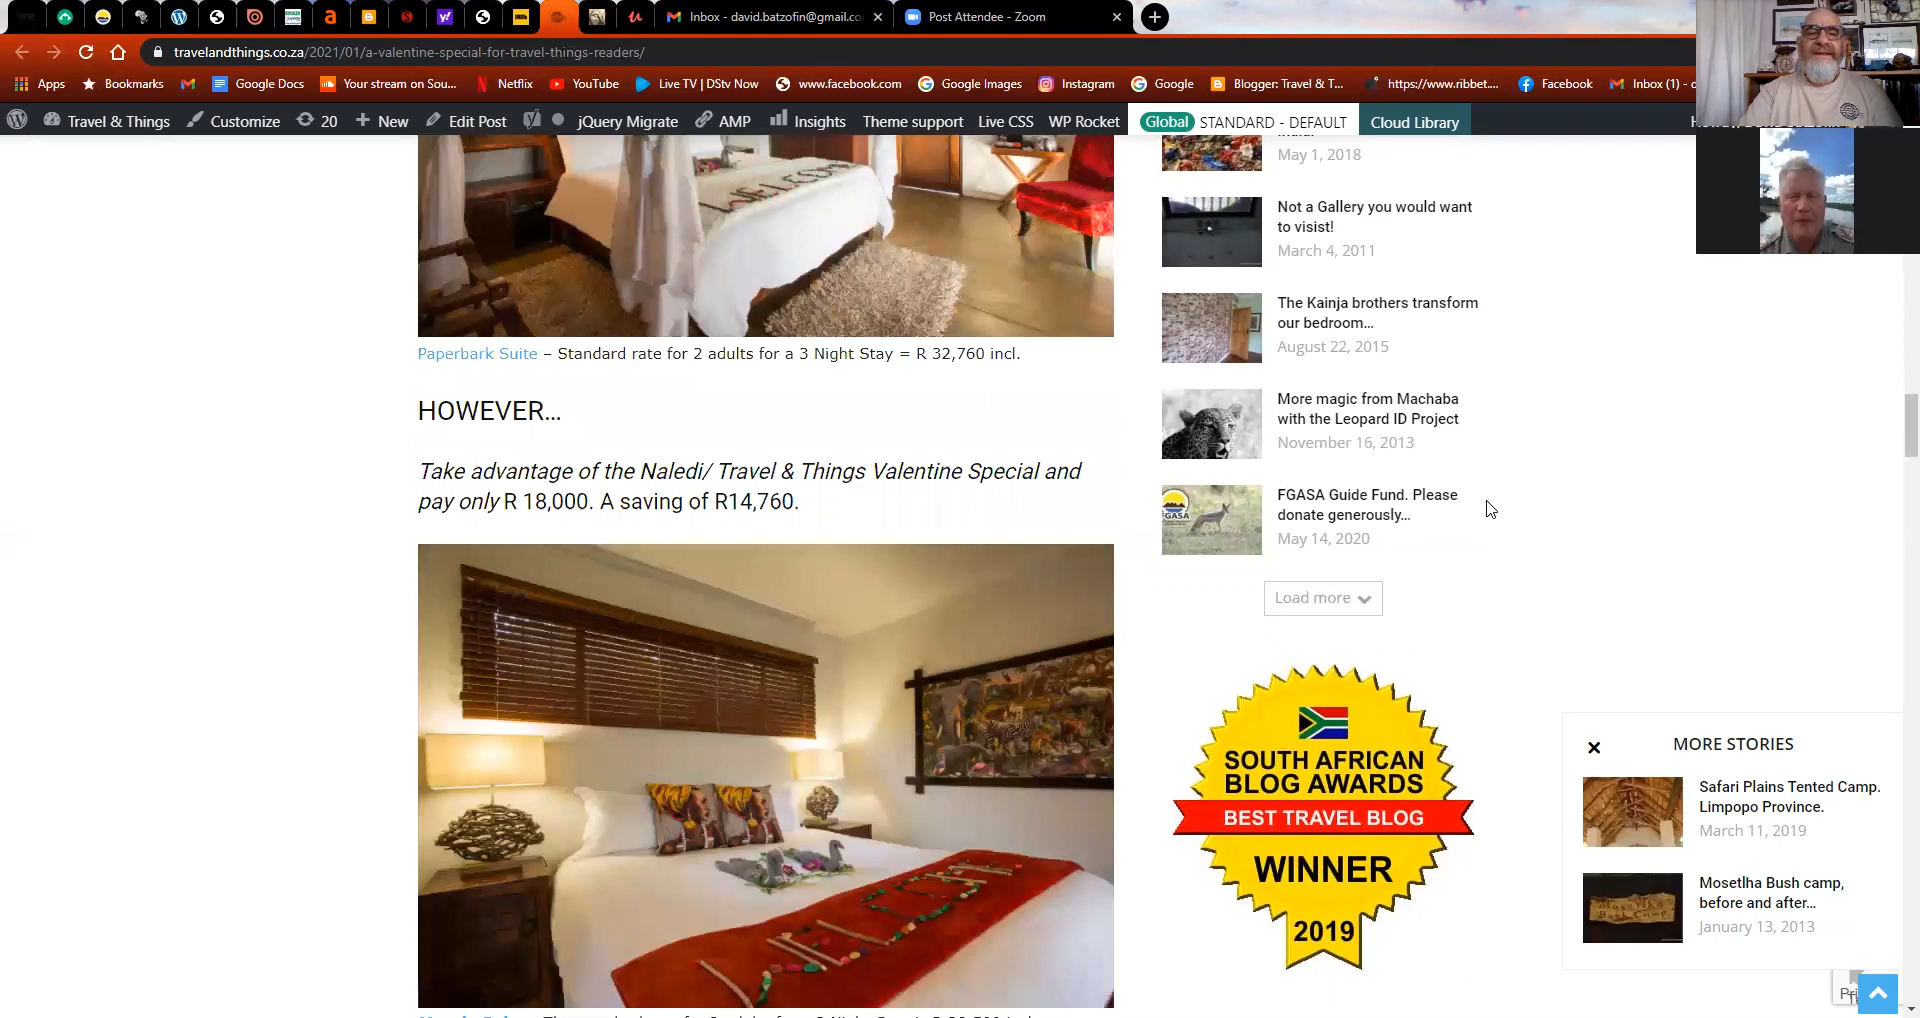 Inbox - david.batzofin@gmail.co
Post Attendee - Zoom
travelandthings.co.za/2021/01/a-valentine-special-for-travel-things-readers/
Apps
Bookmarks
Google Docs
Your stream on Sou...
Netflix
YouTube
Live TV | DStv Now
www.facebook.com
Google Images
Instagram
Google
Blogger: Travel & T...
https://www.ribbet....
Facebook
Inbox (1) -
Travel & Things
Customize
20
New
Edit Post
jQuery Migrate
AMP
Insights
Theme support
Live CSS
WP Rocket
Global
STANDARD - DEFAULT
Cloud Library
WELCOME
Paperbark Suite – Standard rate for 2 adults for a 3 Night Stay = R 32,760 incl.
HOWEVER...
Take advantage of the Naledi/ Travel & Things Valentine Special and
pay only R 18,000. A saving of R14,760.
May 1, 2018
Not a Gallery you would want
to visist!
March 4, 2011
The Kainja brothers transform
our bedroom...
August 22, 2015
More magic from Machaba
with the Leopard ID Project
November 16, 2013
FGASA
FGASA Guide Fund. Please
donate generously...
May 14, 2020
Load more
SOUTH AFRICAN
BLOG AWARDS
BEST TRAVEL BLOG
WINNER
2019
MORE STORIES
Safari Plains Tented Camp.
Limpopo Province.
March 11, 2019
Mosetlha Bush camp,
before and after...
January 13, 2013